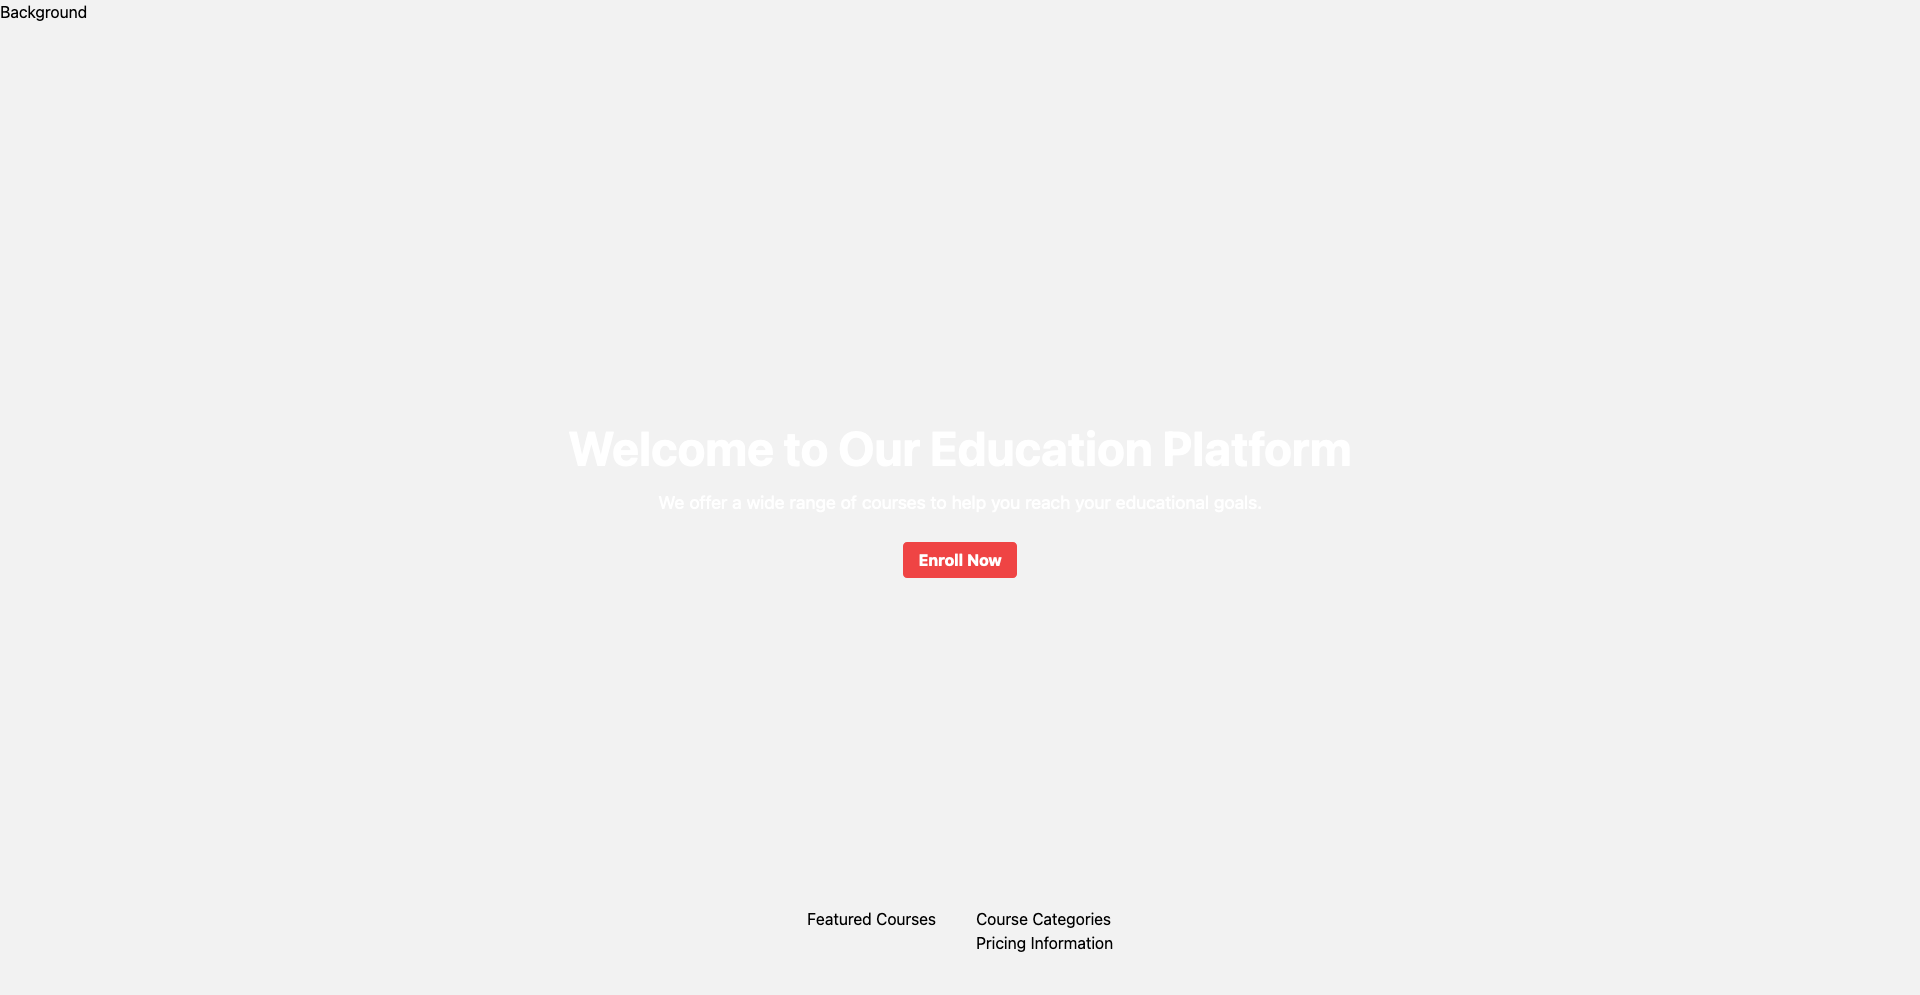 Background
Welcome to Our Education Platform
We offer a wide range of courses to help you reach your educational goals.
Enroll Now
Featured Courses
Course Categories
Pricing Information